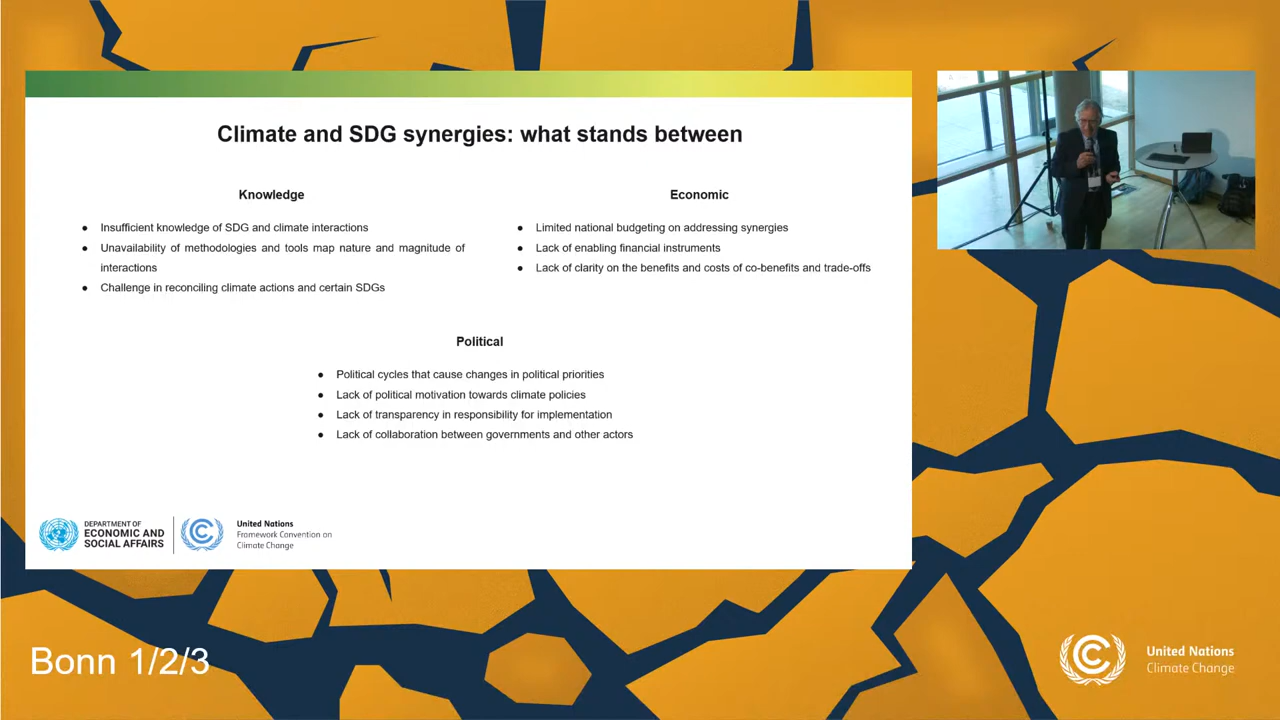 Climate and SDG synergies: what stands between
Knowledge
● Insufficient knowledge of SDG and climate interactions
● Unavailability of methodologies and tools map nature and magnitude of
interactions
● Challenge in reconciling climate actions and certain SDGs
Economic
● Limited national budgeting on addressing synergies
● Lack of enabling financial instruments
● Lack of clarity on the benefits and costs of co-benefits and trade-offs
Political
● Political cycles that cause changes in political priorities
● Lack of political motivation towards climate policies
● Lack of transparency in responsibility for implementation
● Lack of collaboration between governments and other actors
DEPARTMENT OF
ECONOMIC AND
SOCIAL AFFAIRS
United Nations
Framework Convention on
Climate Change
Bonn 1/2/3
United Nations
Climate Change